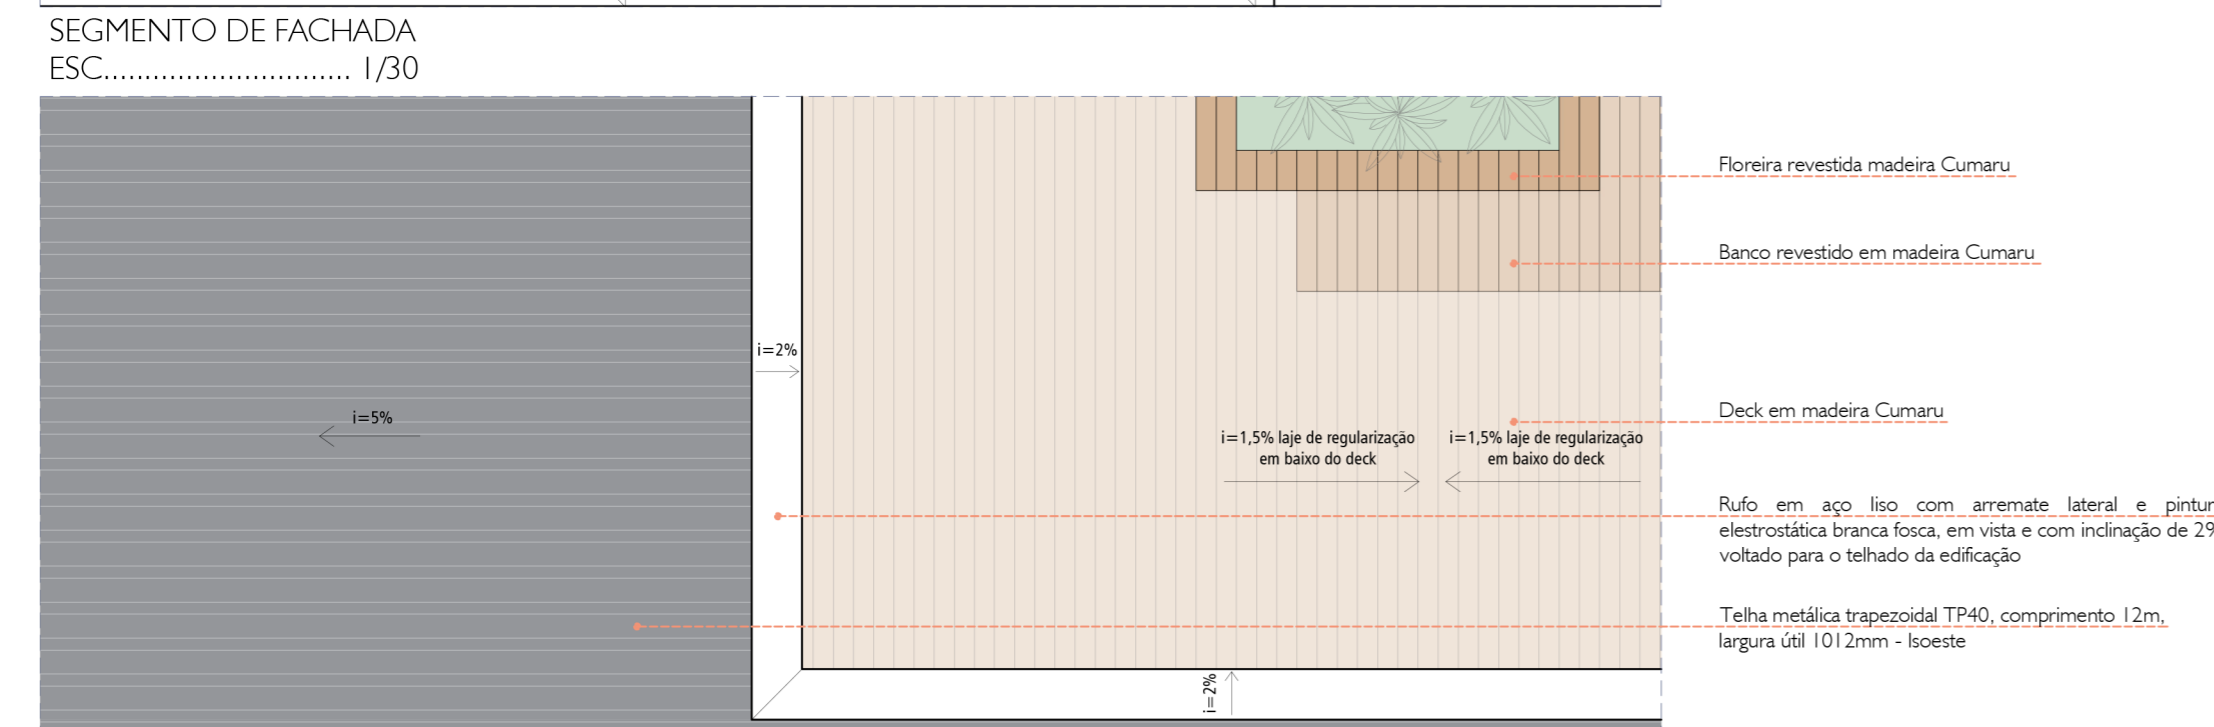 SEGMENTO DE FACHADA
ESC.............................. 1/30
Floreira revestida madeira Cumaru
Banco revestido em madeira Cumaru
i=2%
i=5%
Deck em madeira Cumaru
i=1,5% laje de regularização
em baixo do deck
i=1,5% laje de regularização
em baixo do deck
Rufo em aço liso com arremate lateral e pintur
elestrostática branca fosca, em vista e com inclinação de 29
voltado para o telhado da edificação
Telha metálica trapezoidal TP40, comprimento 12m,
largura útil 1012mm - Isoeste
i=2%